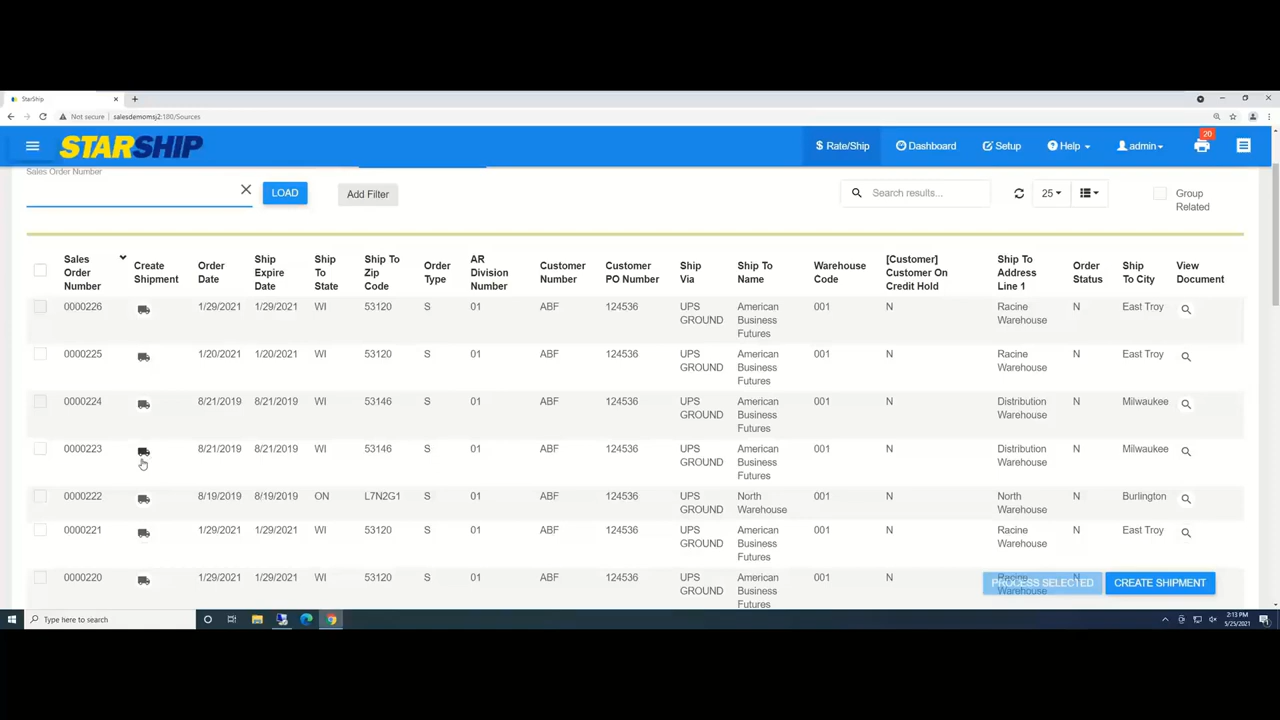 StarShip
Not secure | salesdemomsj2:180/Sources
STARSHIP
Rate/Ship
Dashboard
Setup
Help
admin
20
Sales Order Number
LOAD
Add Filter
Search results...
25
Group
Related
Sales Order Number
Create Shipment
Order Date
Ship Expire Date
Ship To State
Ship To Zip Code
Order Type
AR Division Number
Customer Number
Customer PO Number
Ship Via
Ship To Name
Warehouse Code
[Customer] Customer On Credit Hold
Ship To Address Line 1
Order Status
Ship To City
View Document
0000226 1/29/2021 1/29/2021 WI 53120 S 01 ABF 124536 UPS GROUND American Business Futures 001 N Racine Warehouse N East Troy
0000225 1/20/2021 1/20/2021 WI 53120 S 01 ABF 124536 UPS GROUND American Business Futures 001 N Racine Warehouse N East Troy
0000224 8/21/2019 8/21/2019 WI 53146 S 01 ABF 124536 UPS GROUND American Business Futures 001 N Distribution Warehouse N Milwaukee
0000223 8/21/2019 8/21/2019 WI 53146 S 01 ABF 124536 UPS GROUND American Business Futures 001 N Distribution Warehouse N Milwaukee
0000222 8/19/2019 8/19/2019 ON L7N2G1 S 01 ABF 124536 UPS GROUND North Warehouse 001 N North Warehouse N Burlington
0000221 1/29/2021 1/29/2021 WI 53120 S 01 ABF 124536 UPS GROUND American Business Futures 001 N Racine Warehouse N East Troy
0000220 1/29/2021 1/29/2021 WI 53120 S 01 ABF 124536 UPS GROUND American Business Futures 001 N Racine Warehouse N
PROCESS SELECTED
CREATE SHIPMENT
Type here to search
2:13 PM
5/25/2021